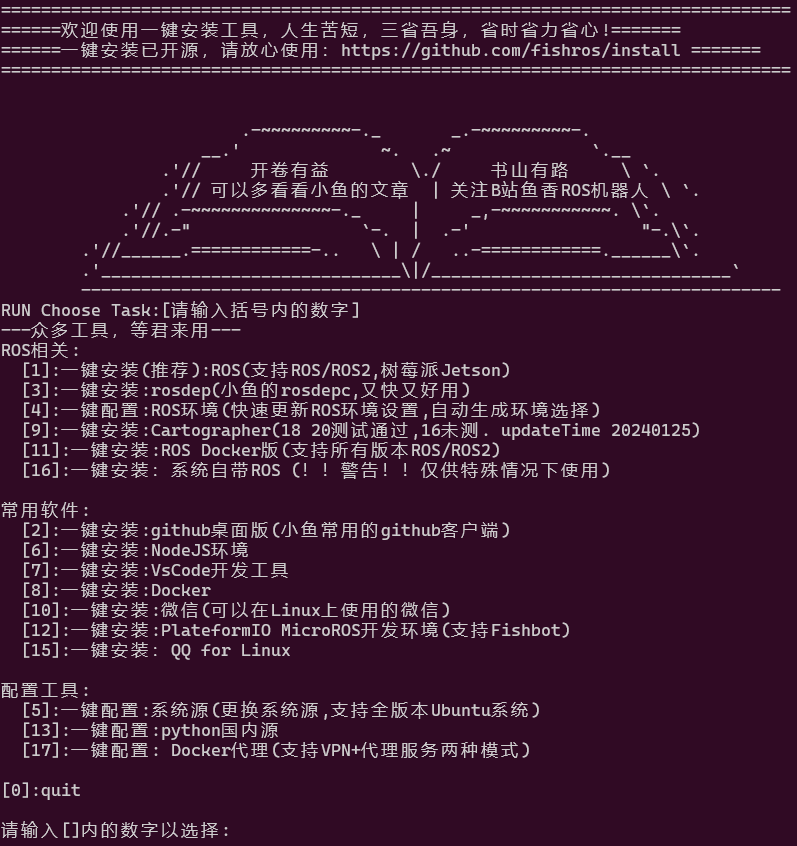 ===============================================================================
======欢迎使用一键安装工具，人生苦短，三省吾身，省时省力省心!=======
======一键安装已开源，请放心使用：https://github.com/fishros/install =======
===============================================================================
                        .-~~~~~~~~~-._       _.-~~~~~~~~~-.
                    __.'              ~.   .~              `.__
                .'//     开卷有益        \./     书山有路     \ `.
                .'// 可以多看看小鱼的文章  | 关注B站鱼香ROS机器人 \ `.
            .'// .-~~~~~~~~~~~~~~-._     |     _,-~~~~~~~~~~~. \`.
            .'//.-"                 `-.  |  .-'                 "-.\`.
        .'//______.============-..   \ | /   ..-============.______\`.
        .'______________________________\|/______________________________`
        ----------------------------------------------------------------------
RUN Choose Task:[请输入括号内的数字]
---众多工具，等君来用---
ROS相关:
  [1]:一键安装(推荐):ROS(支持ROS/ROS2,树莓派Jetson)
  [3]:一键安装:rosdep(小鱼的rosdepc,又快又好用)
  [4]:一键配置:ROS环境(快速更新ROS环境设置,自动生成环境选择)
  [9]:一键安装:Cartographer(18 20测试通过,16未测. updateTime 20240125)
  [11]:一键安装:ROS Docker版(支持所有版本ROS/ROS2)
  [16]:一键安装：系统自带ROS (！！警告！！仅供特殊情况下使用)
常用软件:
  [2]:一键安装:github桌面版(小鱼常用的github客户端)
  [6]:一键安装:NodeJS环境
  [7]:一键安装:VsCode开发工具
  [8]:一键安装:Docker
  [10]:一键安装:微信(可以在Linux上使用的微信)
  [12]:一键安装:PlateformIO MicroROS开发环境(支持Fishbot)
  [15]:一键安装：QQ for Linux
配置工具:
  [5]:一键配置:系统源(更换系统源,支持全版本Ubuntu系统)
  [13]:一键配置:python国内源
  [17]:一键配置: Docker代理(支持VPN+代理服务两种模式)
[0]:quit
请输入[]内的数字以选择: